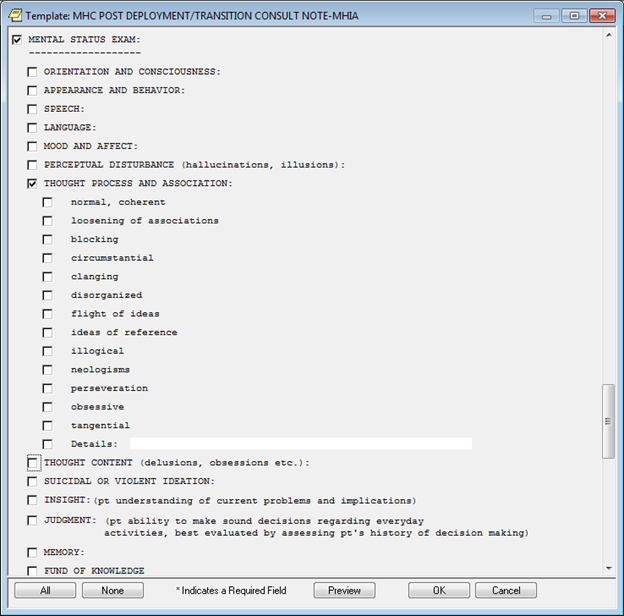 Template: MHC POST DEPLOYMENT/TRANSITION CONSULT NOTE-MHIA
MENTAL STATUS EXAM:
-------------------
ORIENTATION AND CONSCIOUSNESS:
APPEARANCE AND BEHAVIOR:
SPEECH:
LANGUAGE:
MOOD AND AFFECT:
PERCEPTUAL DISTURBANCE (hallucinations, illusions):
THOUGHT PROCESS AND ASSOCIATION:
normal, coherent
loosening of associations
blocking
circumstantial
clanging
disorganized
flight of ideas
ideas of reference
illogical
neologisms
perseveration
obsessive
tangential
Details:
THOUGHT CONTENT (delusions, obsessions etc.):
SUICIDAL OR VIOLENT IDEATION:
INSIGHT:(pt understanding of current problems and implications)
JUDGMENT: (pt ability to make sound decisions regarding everyday
activities, best evaluated by assessing pt's history of decision making)
MEMORY:
FUND OF KNOWLEDGE
All None * Indicates a Required Field Preview OK Cancel